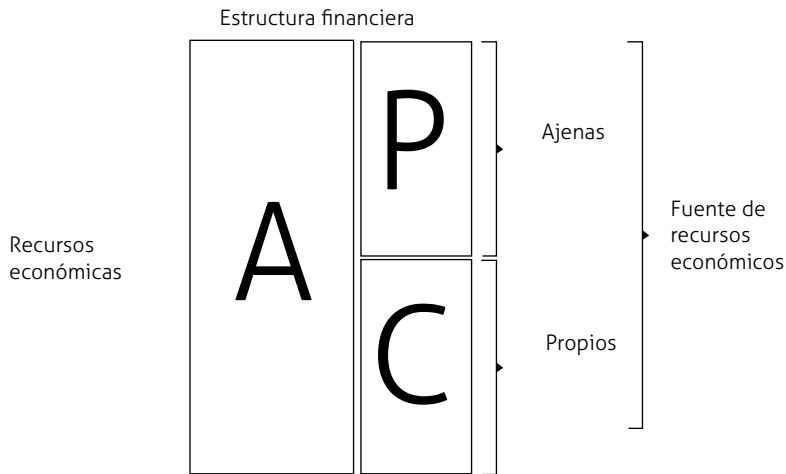 Estructura financiera
P
Ajenas
A
Fuente de
recursos
económicos
Recursos
económicas
C
Propios